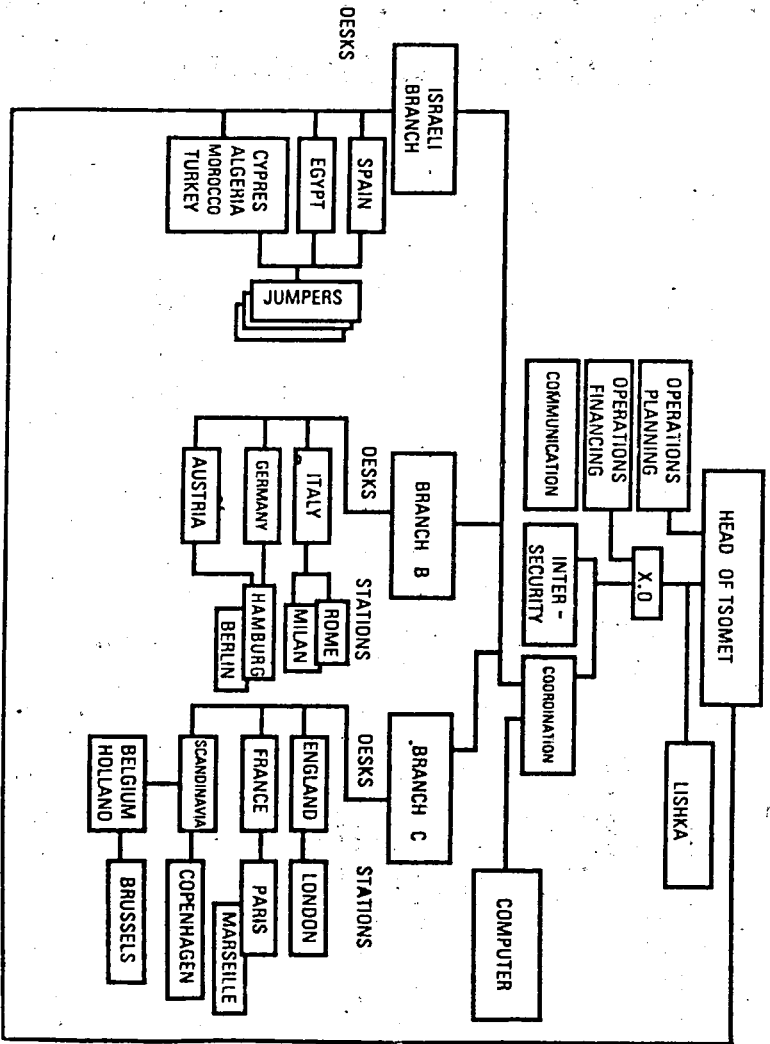 HEAD OF TSOMET
OPERATIONS
PLANNING
OPERATIONS
FINANCING
COMMUNICATION
X.O
LISHKA
INTER-
SECURITY
COORDINATION
COMPUTER
ISRAELI
BRANCH
DESKS
SPAIN
EGYPT
CYPRES
ALGERIA
MOROCCO
TURKEY
JUMPERS
BRANCH B
DESKS
STATIONS
ITALY
ROME
MILAN
GERMANY
HAMBURG
BERLIN
AUSTRIA
BRANCH C
DESKS
STATIONS
ENGLAND
LONDON
FRANCE
PARIS
MARSEILLE
SCANDINAVIA
COPENHAGEN
BELGIUM
HOLLAND
BRUSSELS